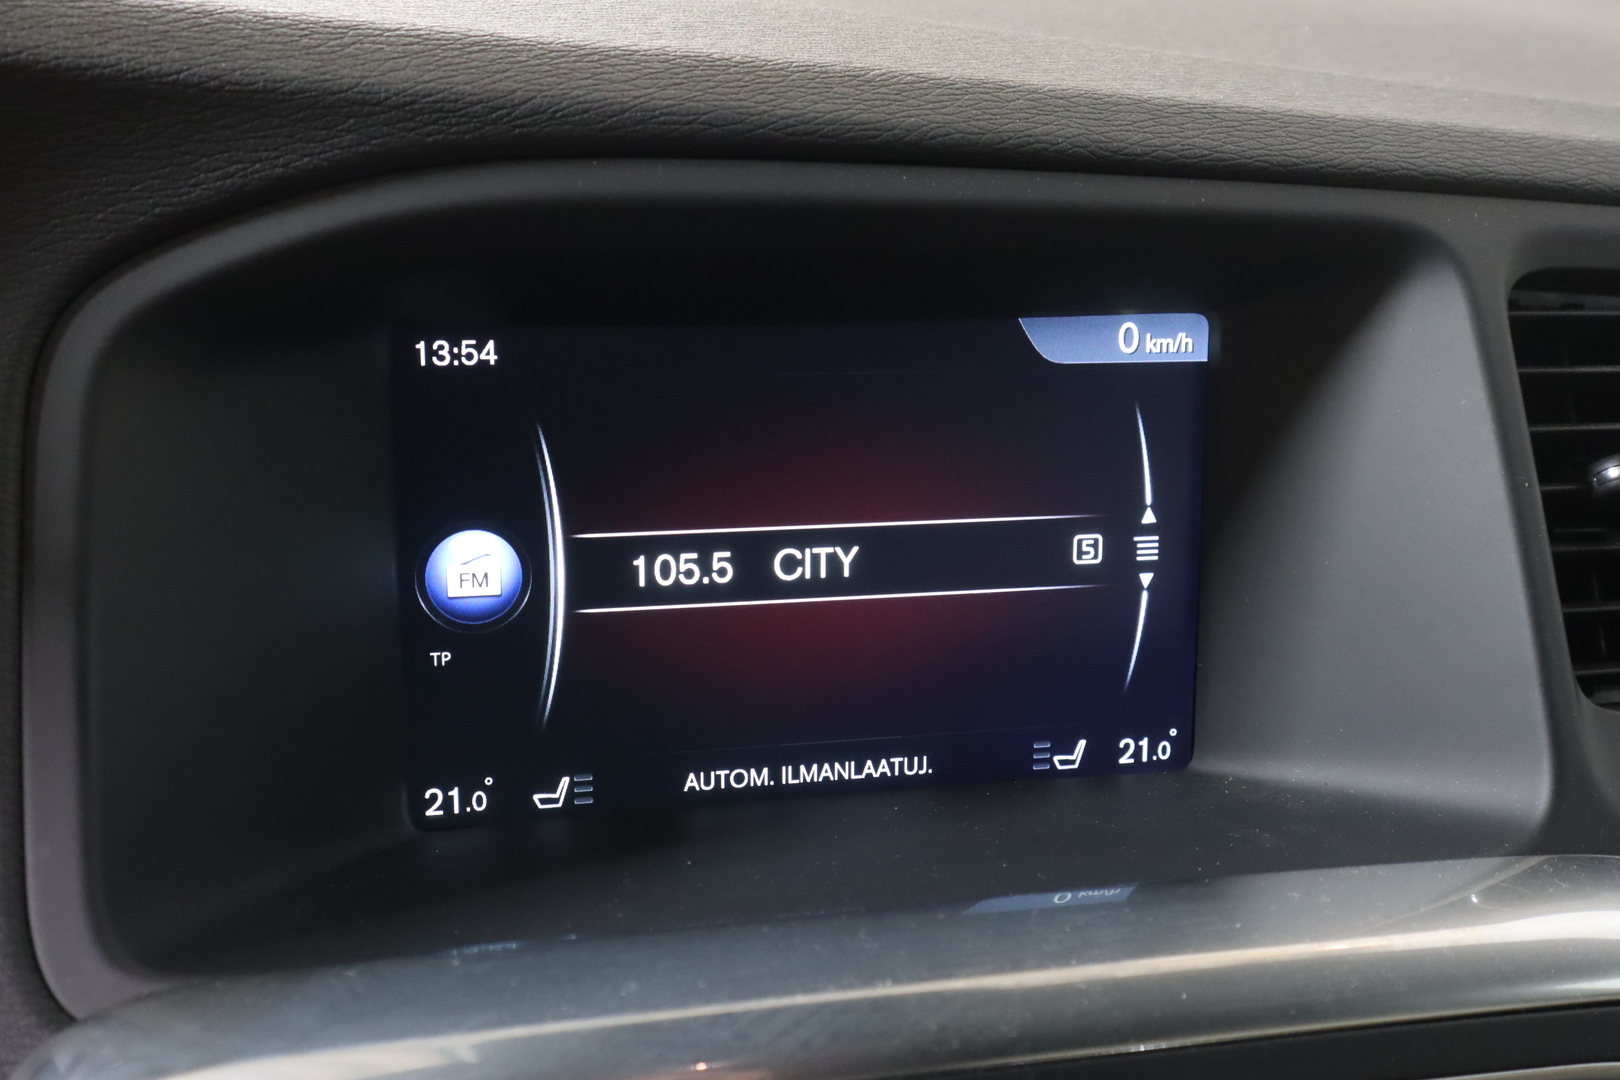 13:54
0 km/h
105.5 CITY
5
FM
TP
21.0°
AUTOM. ILMANLAATUJ.
21.0°